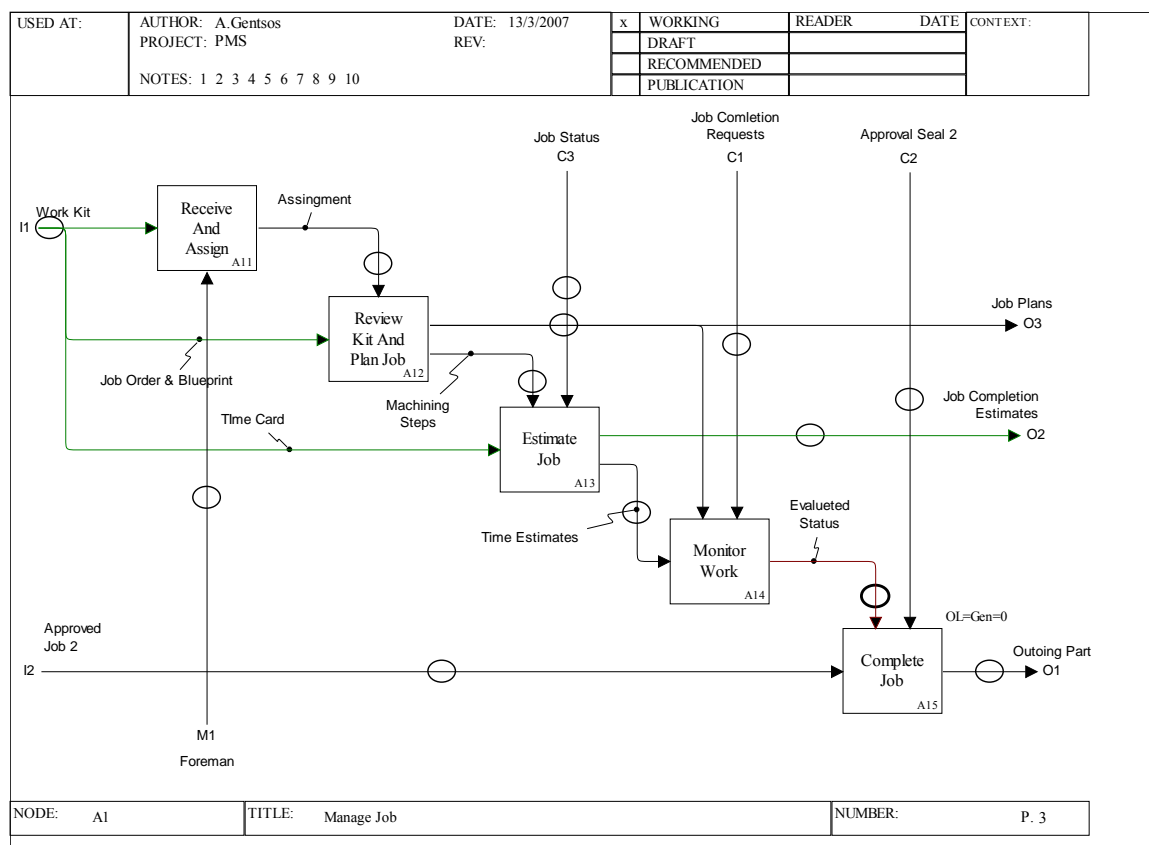 USED AT:
AUTHOR: A.Gentsos
DATE: 13/3/2007
PROJECT: PMS
REV:
NOTES: 1 2 3 4 5 6 7 8 9 10
x WORKING
DRAFT
RECOMMENDED
PUBLICATION
READER DATE
CONTEXT:
Job Status
C3
Job Comletion
Requests
C1
Approval Seal 2
C2
I1
Work Kit
Receive
And
Assign
A11
Assingment
Review
Kit And
Plan Job
A12
Job Plans
O3
Job Order & Blueprint
Machining
Steps
TIme Card
Estimate
Job
A13
Job Completion
Estimates
O2
Time Estimates
Monitor
Work
A14
Evalueted
Status
OL=Gen=0
Approved
Job 2
I2
Complete
Job
A15
Outoing Part
O1
M1
Foreman
NODE: A1
TITLE: Manage Job
NUMBER: P. 3